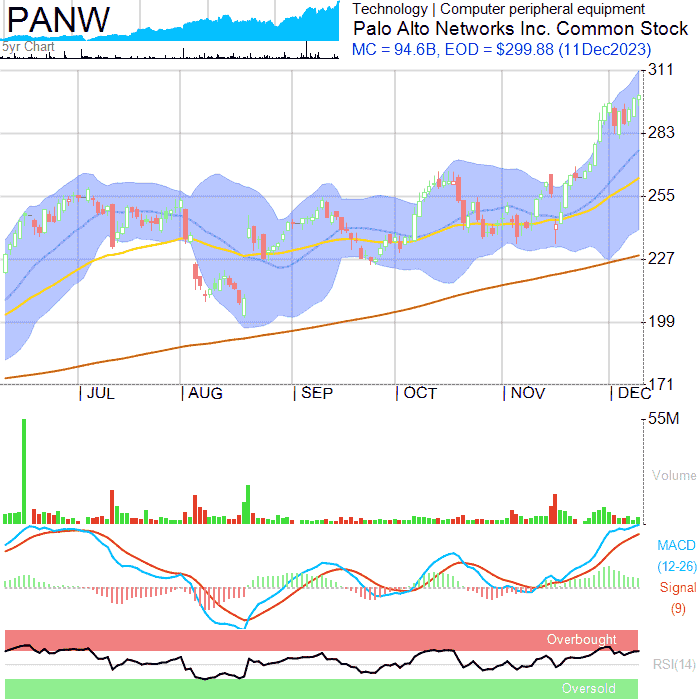 PANW
5yr Chart
Technology | Computer peripheral equipment
Palo Alto Networks Inc. Common Stock
MC = 94.6B, EOD = $299.88 (11Dec2023)
311
283
255
227
199
171
JUL
AUG
SEP
OCT
NOV
DEC
55M
Volume
MACD
(12-26)
Signal
(9)
Overbought
RSI(14)
Oversold